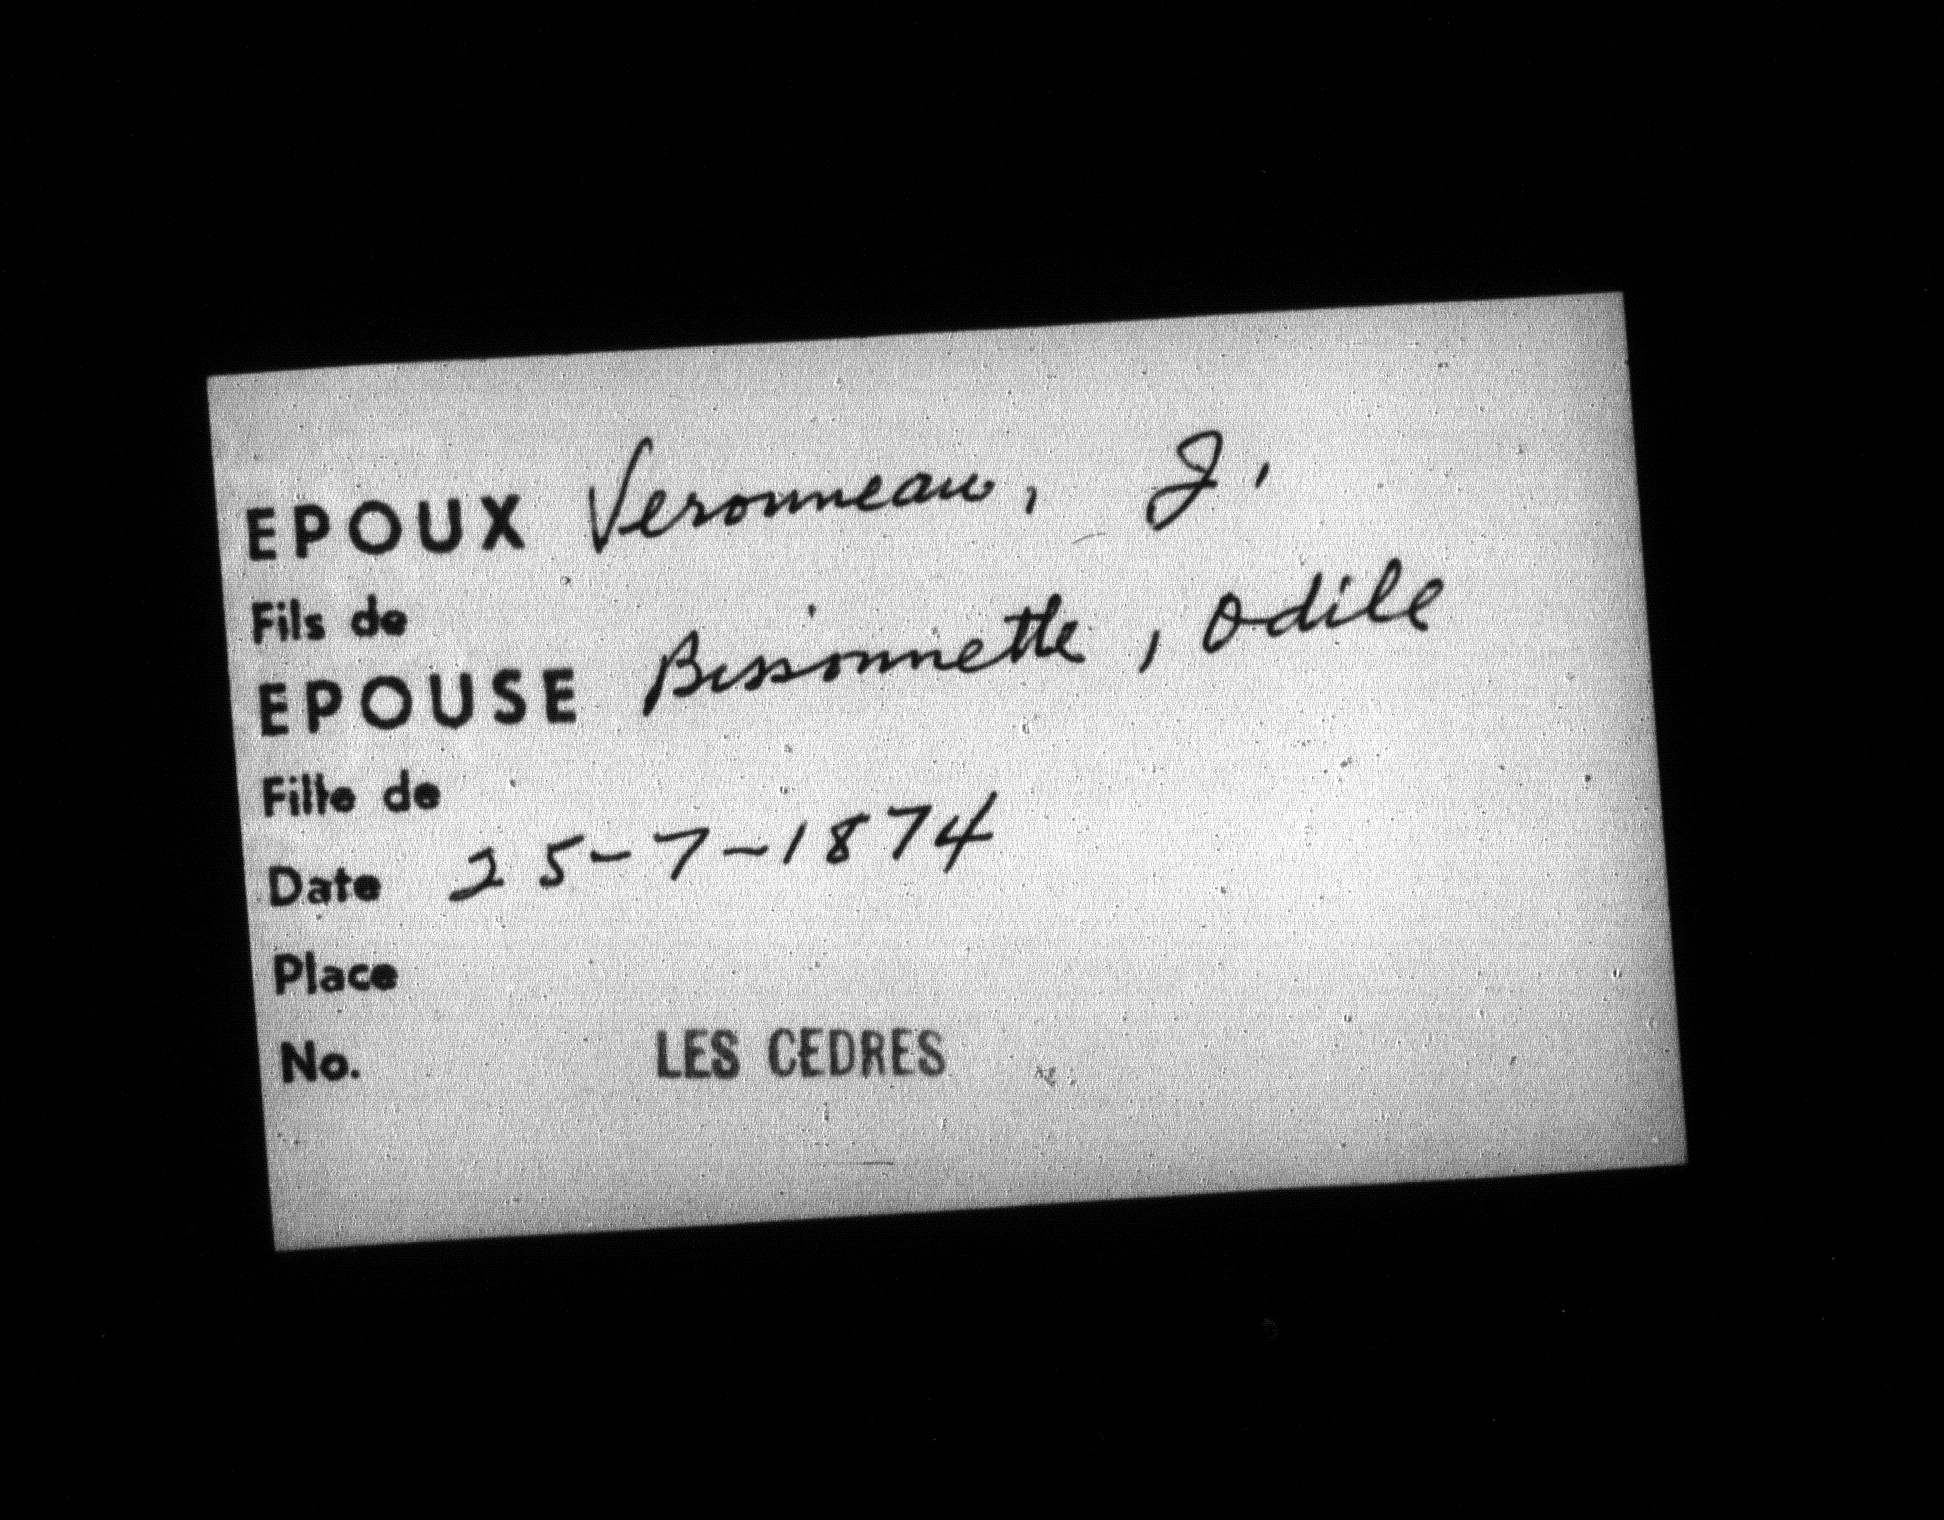 EPOUX Veronneau, J.
Fils de
EPOUSE Bissonnette, Odile
Fille de
Date 25-7-1874
Place
No. LES CEDRES